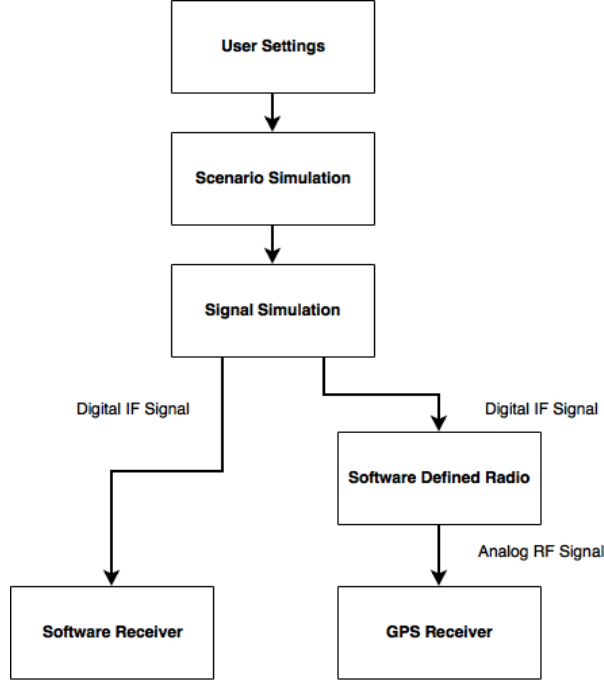 User Settings
Scenario Simulation
Signal Simulation
Digital IF Signal
Digital IF Signal
Software Defined Radio
Analog RF Signal
Software Receiver
GPS Receiver